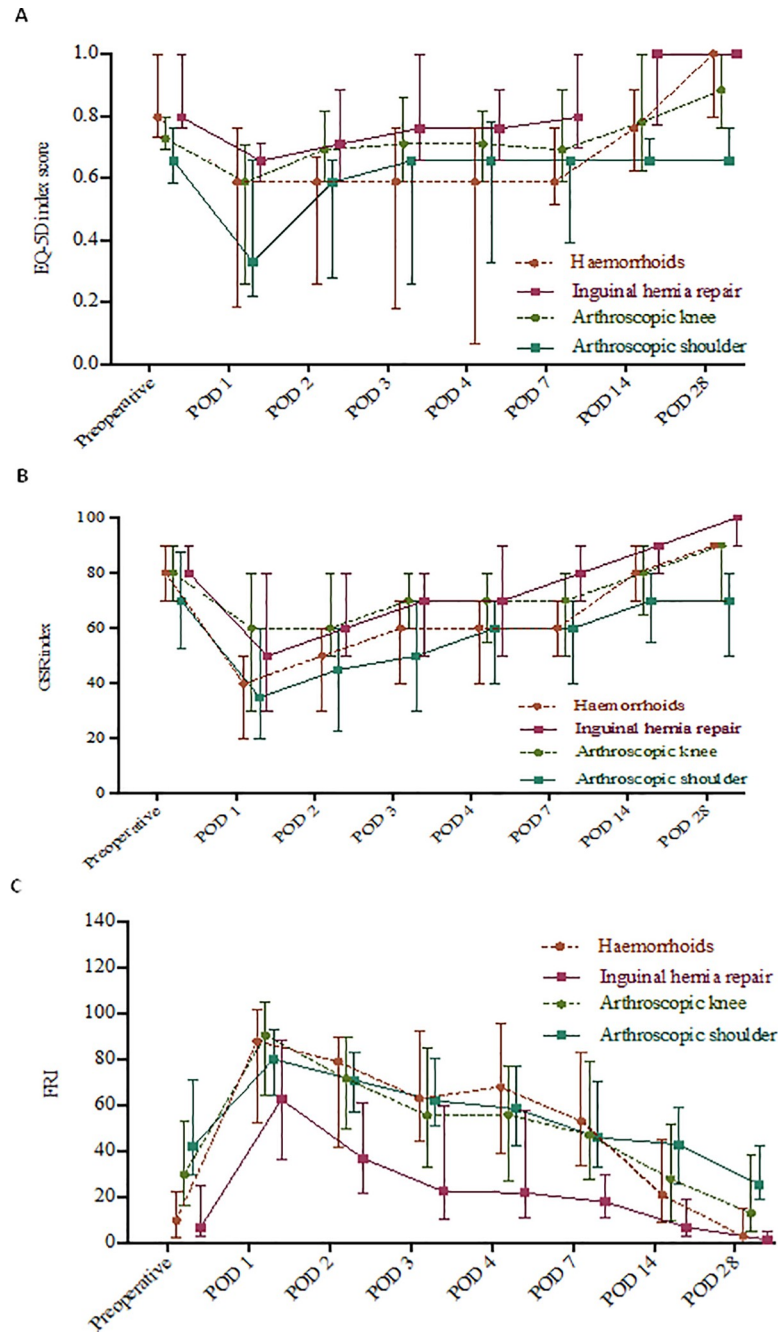 A
1.0
0.8
0.6
0.4
0.2
0.0
EQ-5D index score
Haemorrhoids
Inguinal hernia repair
Arthroscopic knee
Arthroscopic shoulder
Preoperative
POD 1
POD 2
POD 3
POD 4
POD 7
POD 14
POD 28
B
100
80
60
40
20
0
GSR index
Haemorrhoids
Inguinal hernia repair
Arthroscopic knee
Arthroscopic shoulder
Preoperative
POD 1
POD 2
POD 3
POD 4
POD 7
POD 14
POD 28
C
140
120
100
80
60
40
20
0
FRI
Haemorrhoids
Inguinal hernia repair
Arthroscopic knee
Arthroscopic shoulder
Preoperative
POD 1
POD 2
POD 3
POD 4
POD 7
POD 14
POD 28